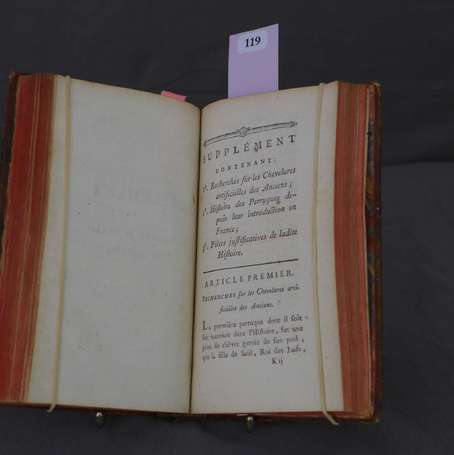 119
SUPPLÉMENT
CONTENANT:
1°. Recherches sur les Chevelures
artificielles des Anciens;
2°. Histoire des Perruques de-
puis leur introduction en
France;
3°. Pièces justificatives de ladite
Histoire.
ARTICLE PREMIER.
RECHERCHES sur les Chevelures arti-
ficielles des Anciens.
LA première perruque dont il soit
fait mention dans l'Histoire, fut une
peau de chèvre garnie de son poil,
que la fille de Saül, Roi des Juifs,
K ij